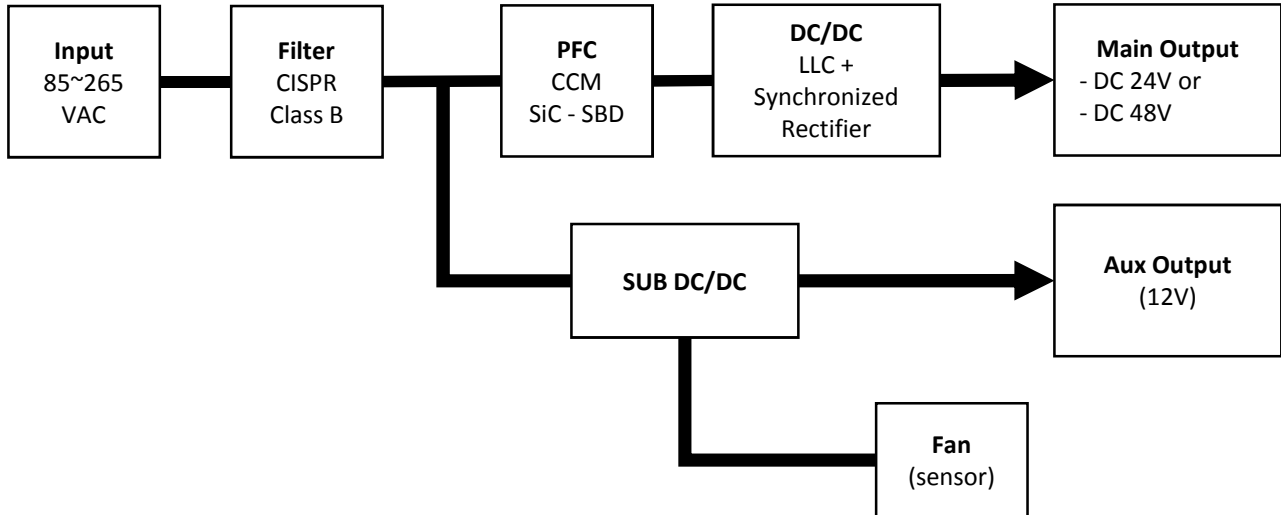 Input
85~265
VAC
Filter
CISPR
Class B
PFC
CCM
SiC - SBD
DC/DC
LLC +
Synchronized
Rectifier
Main Output
- DC 24V or
- DC 48V
SUB DC/DC
Aux Output
(12V)
Fan
(sensor)